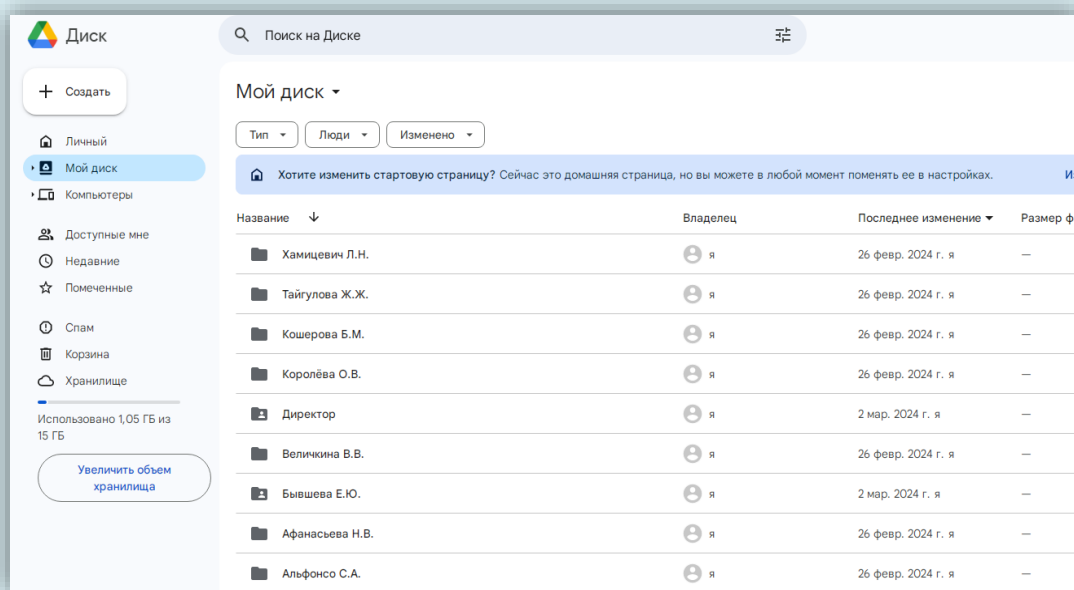 Диск
Поиск на Диске
Создать
Личный
Мой диск
Компьютеры
Доступные мне
Недавние
Помеченные
Спам
Корзина
Хранилище
Использовано 1,05 ГБ из
15 ГБ
Увеличить объем
хранилища
Мой диск
Тип Люди Изменено
Хотите изменить стартовую страницу? Сейчас это домашняя страница, но вы можете в любой момент поменять ее в настройках.
Название Владелец Последнее изменение Размер ф
Хамицевич Л.Н. я 26 февр. 2024 г. я —
Тайгулова Ж.Ж. я 26 февр. 2024 г. я —
Кошерова Б.М. я 26 февр. 2024 г. я —
Королёва О.В. я 26 февр. 2024 г. я —
Директор я 2 мар. 2024 г. я —
Величкина В.В. я 26 февр. 2024 г. я —
Бывшева Е.Ю. я 2 мар. 2024 г. я —
Афанасьева Н.В. я 26 февр. 2024 г. я —
Альфонсо С.А. я 26 февр. 2024 г. я —